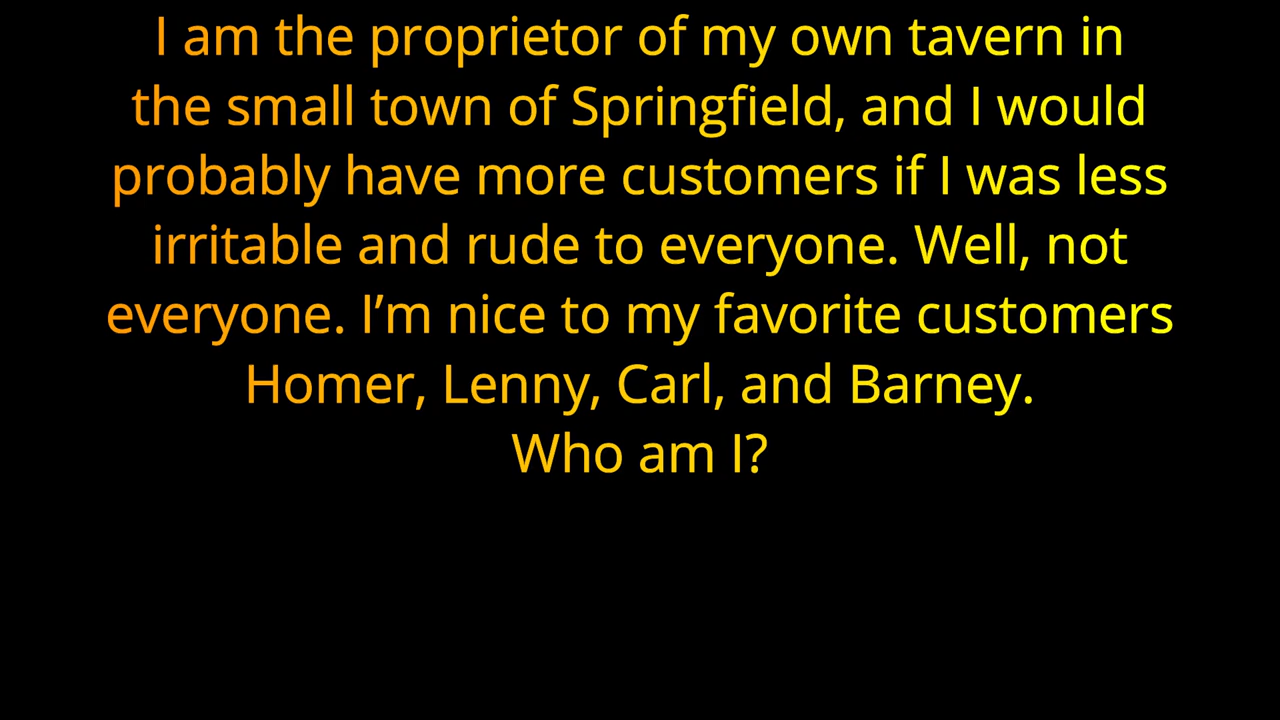 I am the proprietor of my own tavern in
the small town of Springfield, and I would
probably have more customers if I was less
irritable and rude to everyone. Well, not
everyone. I’m nice to my favorite customers
Homer, Lenny, Carl, and Barney.
Who am I?